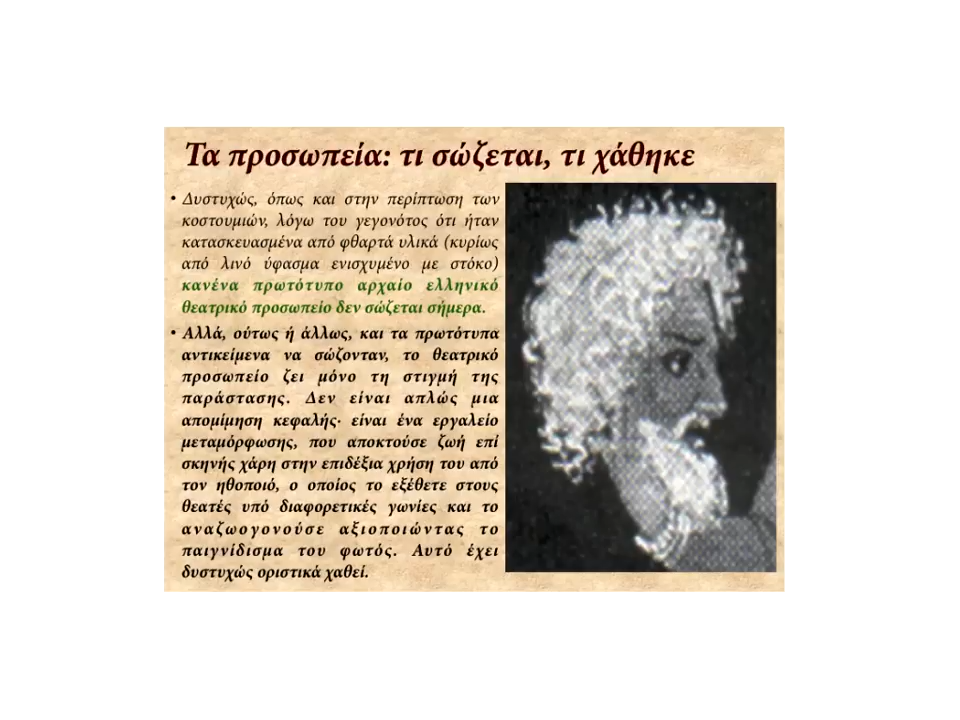 Τα προσωπεία: τι σώζεται, τι χάθηκε
• Δυστυχώς, όπως και στην περίπτωση των
κοστουμιών, λόγω του γεγονότος ότι ήταν
κατασκευασμένα από φθαρτά υλικά (κυρίως
από λινό ύφασμα ενισχυμένο με στόκο)
κανένα πρωτότυπο αρχαίο ελληνικό
θεατρικό προσωπείο δεν σώζεται σήμερα.
• Αλλά, ούτως ή άλλως, και τα πρωτότυπα
αντικείμενα να σώζονταν, το θεατρικό
προσωπείο ζει μόνο τη στιγμή της
παράστασης. Δεν είναι απλώς μια
απομίμηση κεφαλής· είναι ένα εργαλείο
μεταμόρφωσης, που αποκτούσε ζωή επί
σκηνής χάρη στην επιδέξια χρήση του από
τον ηθοποιό, ο οποίος το εξέθετε στους
θεατές υπό διαφορετικές γωνίες και το
αναζωογονούσε αξιοποιώντας το
παιγνίδισμα του φωτός. Αυτό έχει
δυστυχώς οριστικά χαθεί.